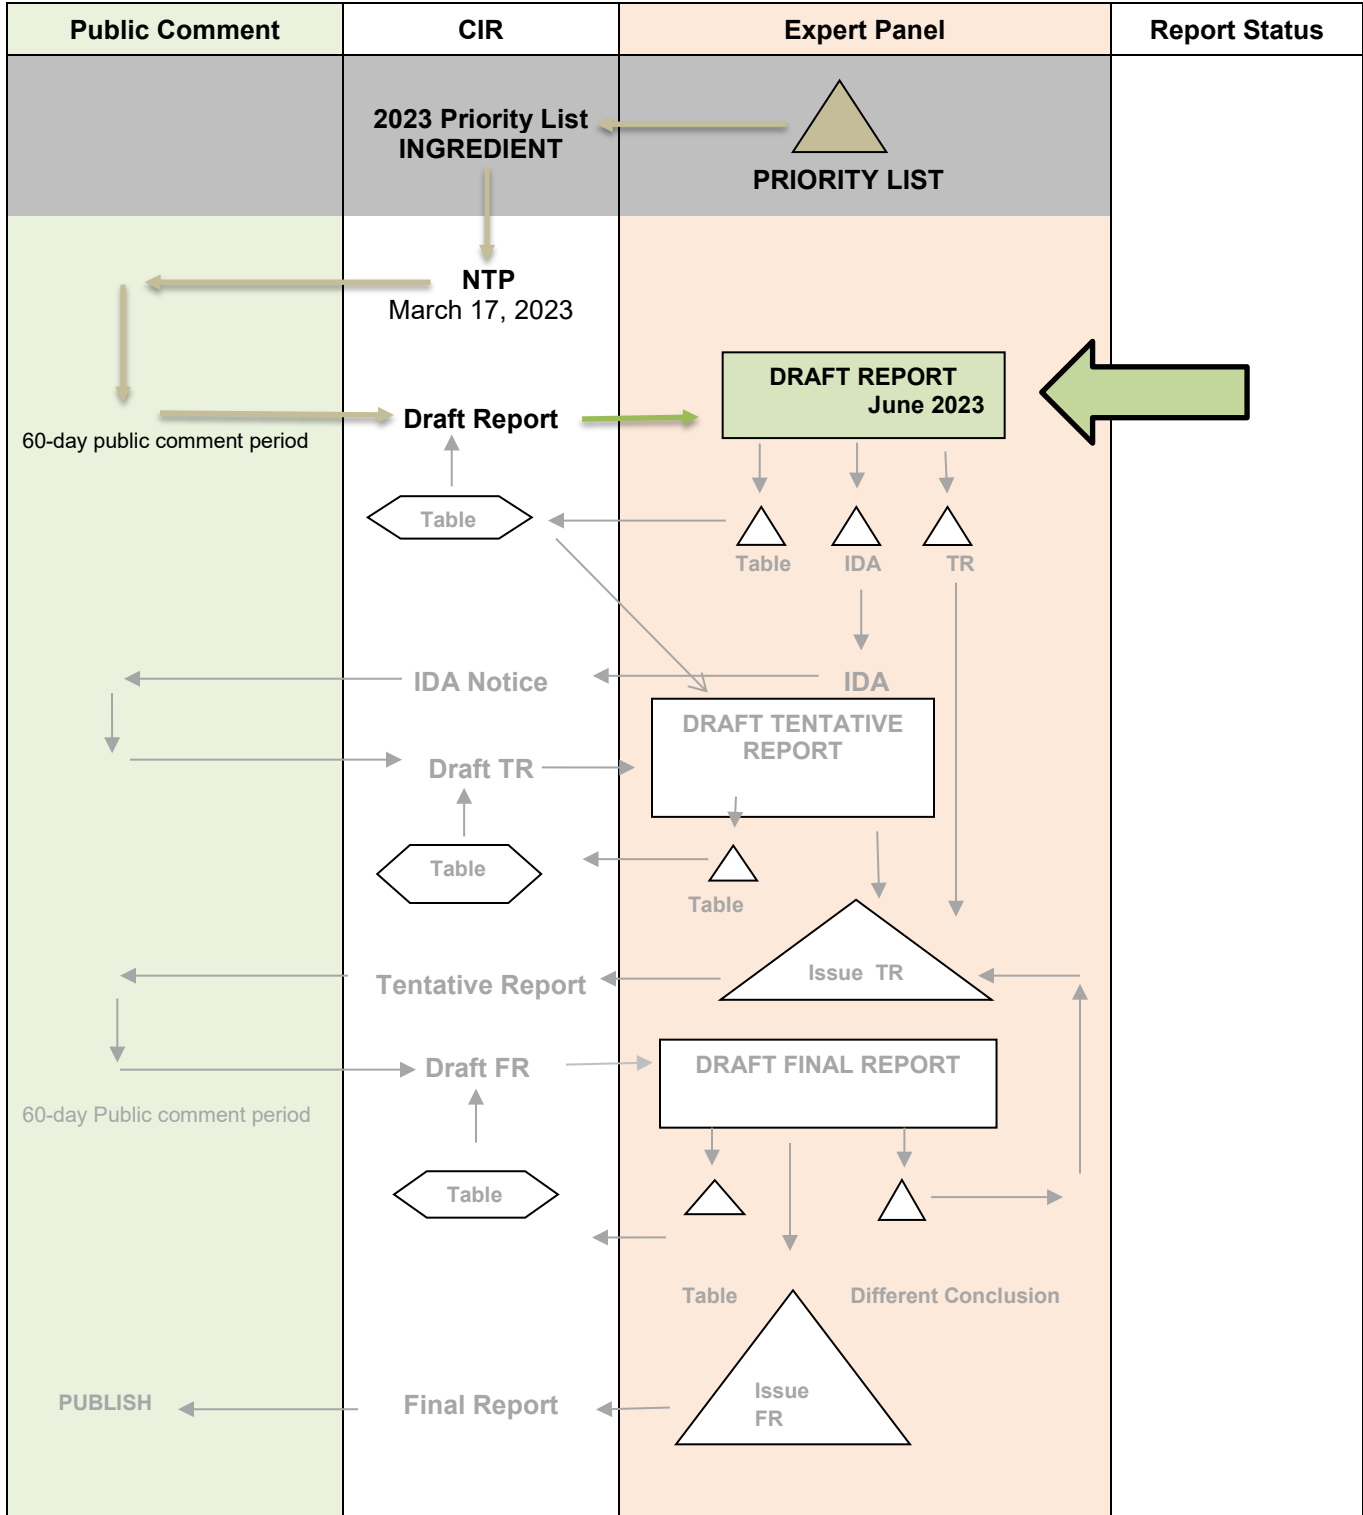 Public Comment
CIR
Expert Panel
Report Status
2023 Priority List
INGREDIENT
PRIORITY LIST
NTP
March 17, 2023
DRAFT REPORT
June 2023
Draft Report
60-day public comment period
Table
Table
IDA
TR
IDA Notice
IDA
DRAFT TENTATIVE
REPORT
Draft TR
Table
Table
Issue TR
Tentative Report
DRAFT FINAL REPORT
Draft FR
60-day Public comment period
Table
Table
Different Conclusion
Issue
FR
PUBLISH
Final Report